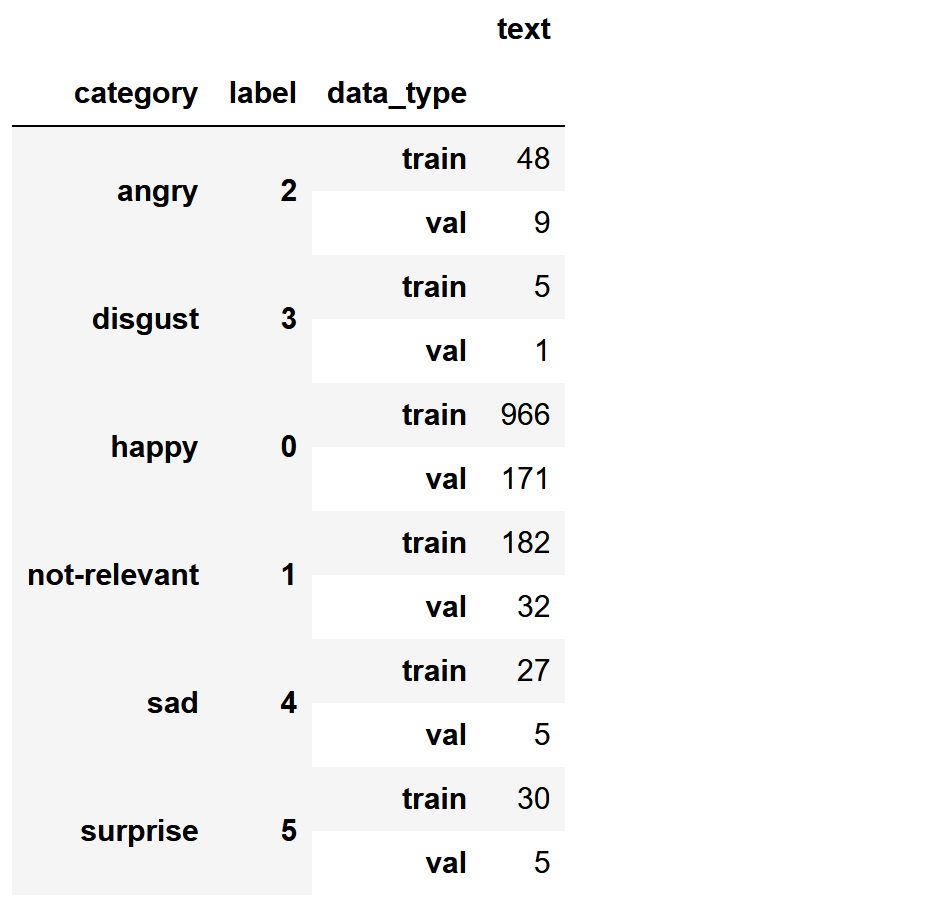 text
category label data_type
angry 2 train 48
val 9
disgust 3 train 5
val 1
happy 0 train 966
val 171
not-relevant 1 train 182
val 32
sad 4 train 27
val 5
surprise 5 train 30
val 5